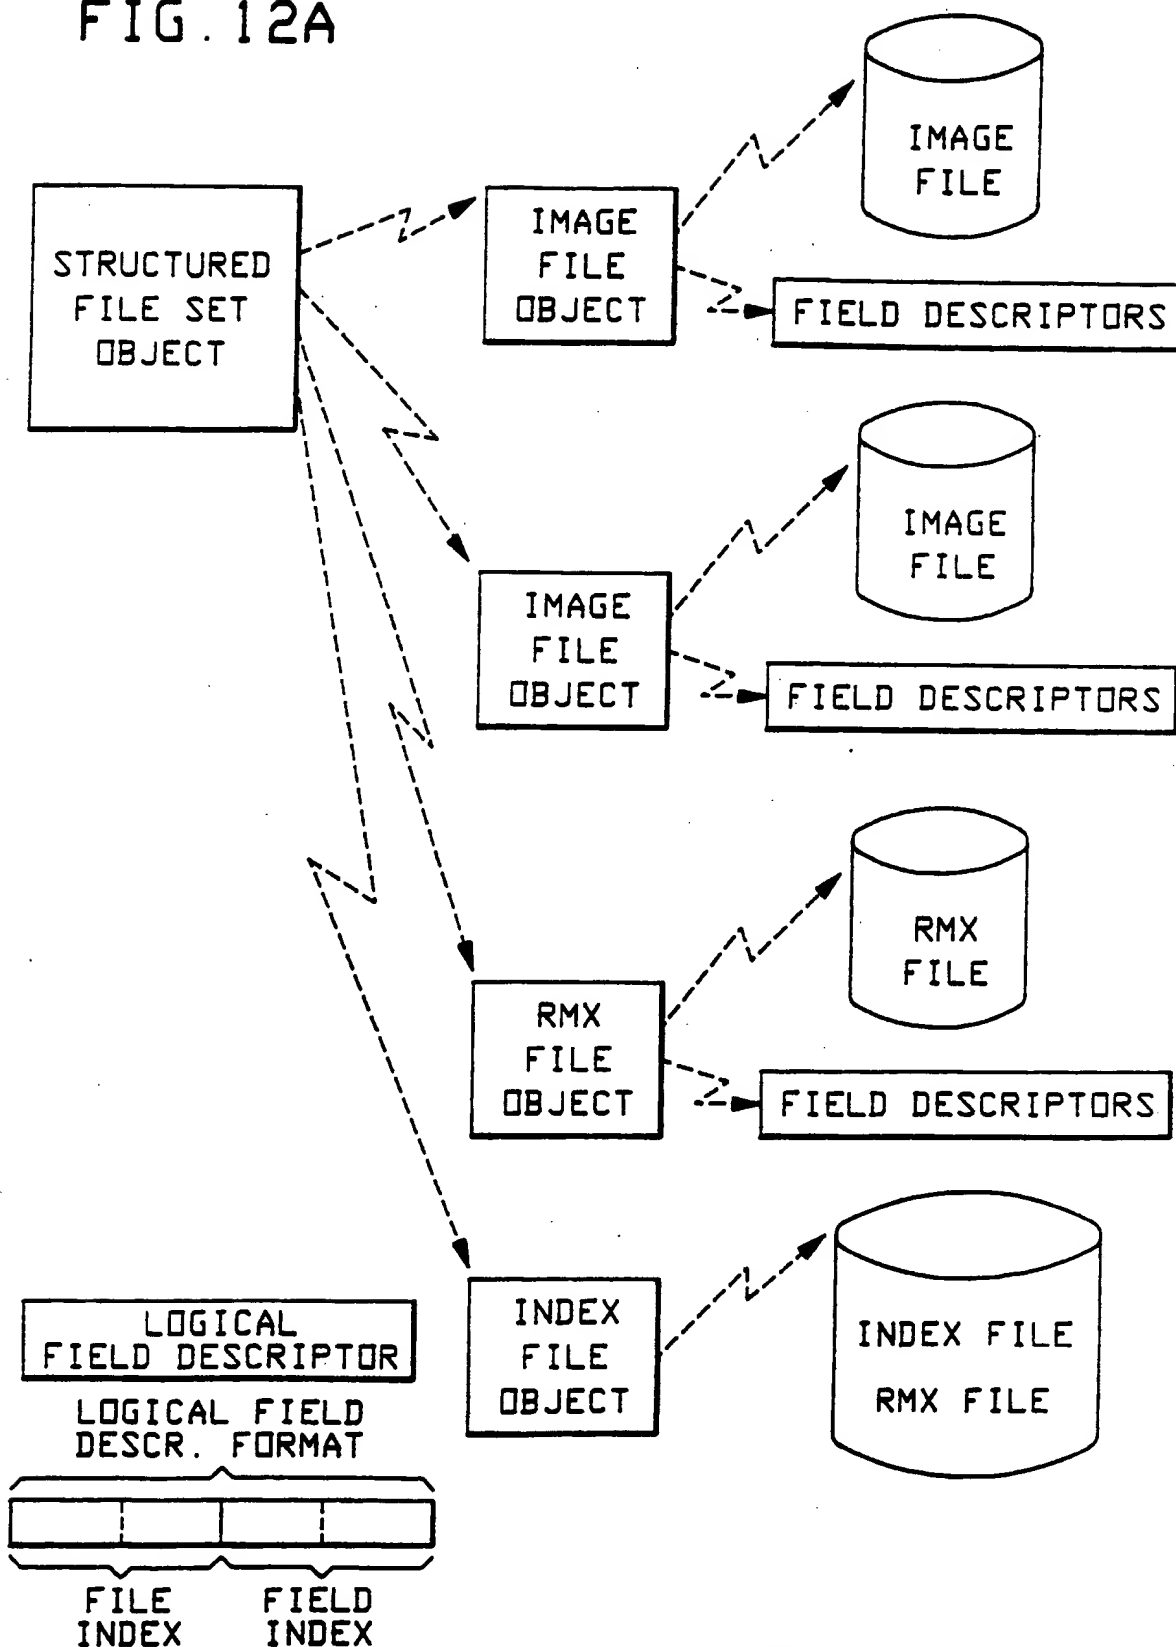 FIG. 12A
STRUCTURED
FILE SET
OBJECT
IMAGE
FILE
OBJECT
IMAGE
FILE
FIELD DESCRIPTORS
IMAGE
FILE
OBJECT
IMAGE
FILE
FIELD DESCRIPTORS
RMX
FILE
OBJECT
RMX
FILE
FIELD DESCRIPTORS
INDEX
FILE
OBJECT
INDEX FILE
RMX FILE
LOGICAL
FIELD DESCRIPTOR
LOGICAL FIELD
DESCR. FORMAT
FILE
INDEX
FIELD
INDEX